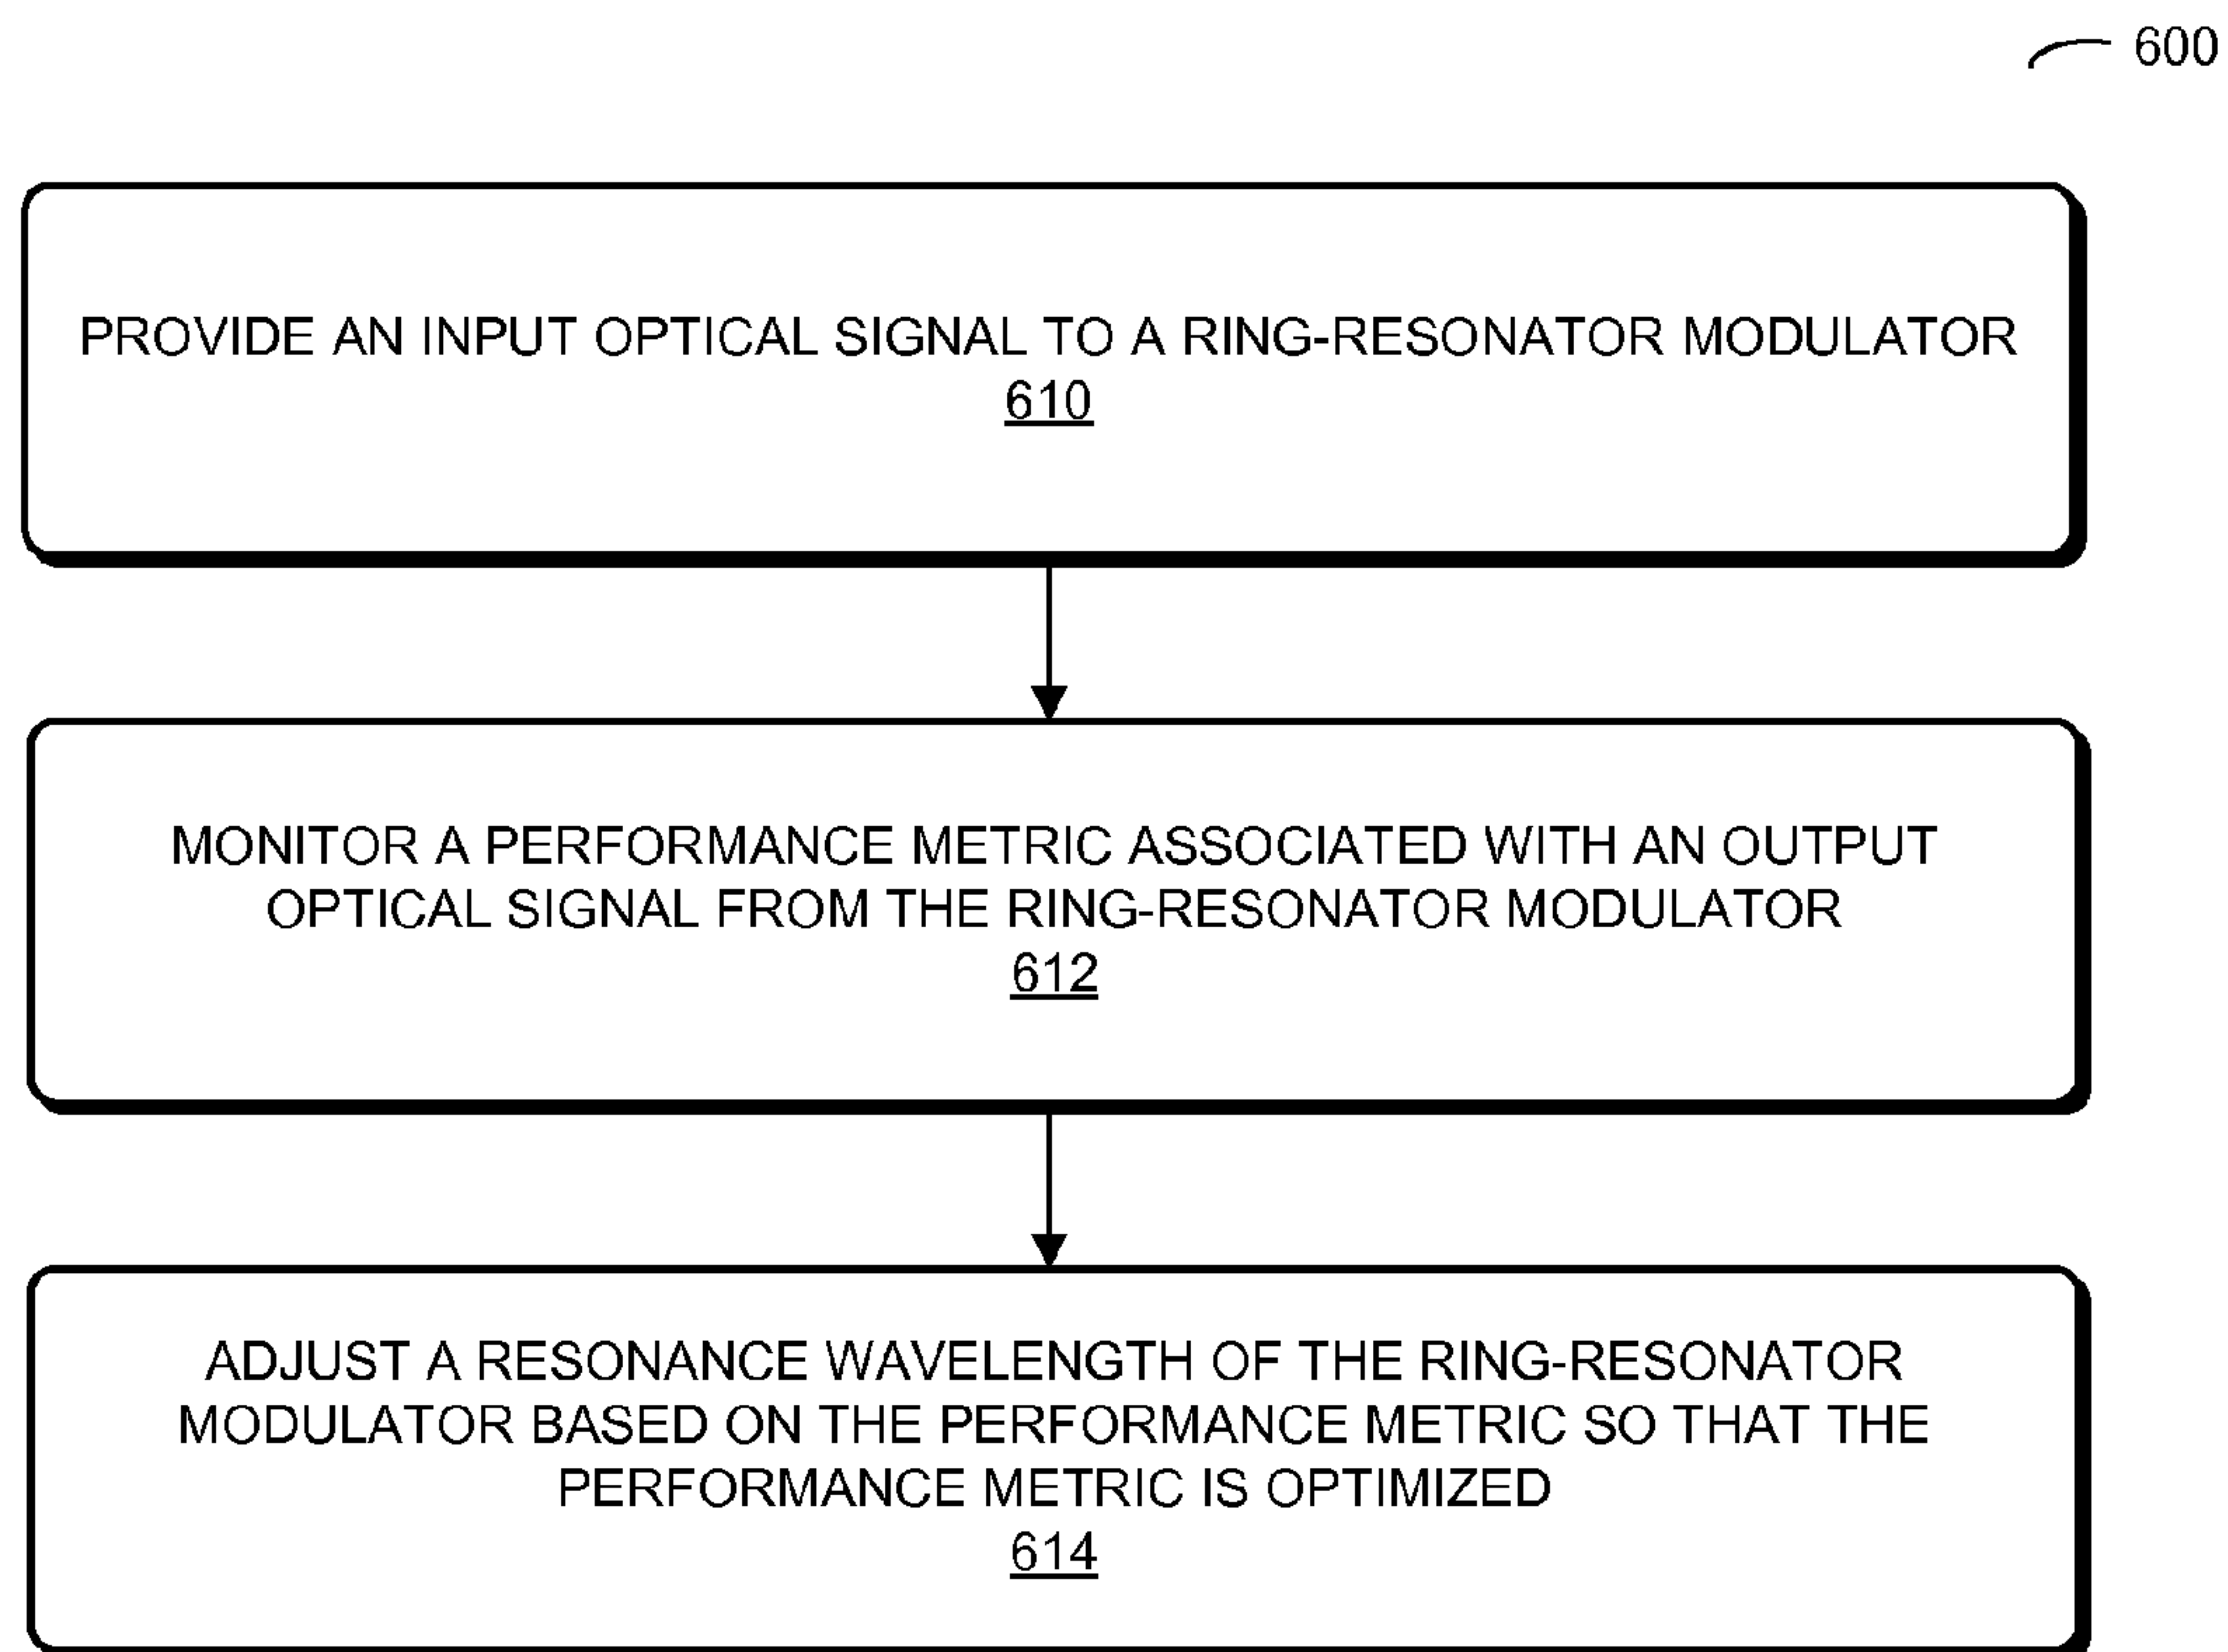 600
PROVIDE AN INPUT OPTICAL SIGNAL TO A RING-RESONATOR MODULATOR
610
MONITOR A PERFORMANCE METRIC ASSOCIATED WITH AN OUTPUT
OPTICAL SIGNAL FROM THE RING-RESONATOR MODULATOR
612
ADJUST A RESONANCE WAVELENGTH OF THE RING-RESONATOR
MODULATOR BASED ON THE PERFORMANCE METRIC SO THAT THE
PERFORMANCE METRIC IS OPTIMIZED
614